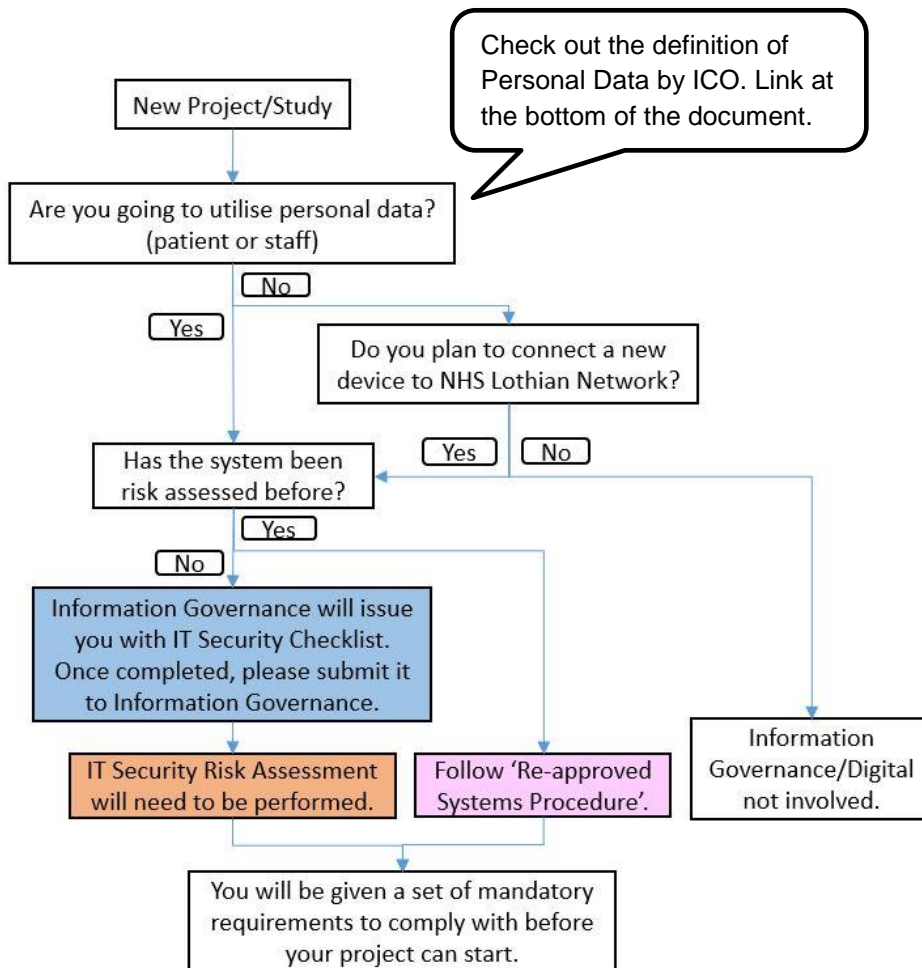 Check out the definition of
Personal Data by ICO. Link at
the bottom of the document.
New Project/Study
Are you going to utilise personal data?
(patient or staff)
No
Yes
Do you plan to connect a new
device to NHS Lothian Network?
Yes
No
Has the system been
risk assessed before?
Yes
No
Information Governance will issue
you with IT Security Checklist.
Once completed, please submit it
to Information Governance.
IT Security Risk Assessment
will need to be performed.
Follow ‘Re-approved
Systems Procedure’.
Information
Governance/Digital
not involved.
You will be given a set of mandatory
requirements to comply with before
your project can start.